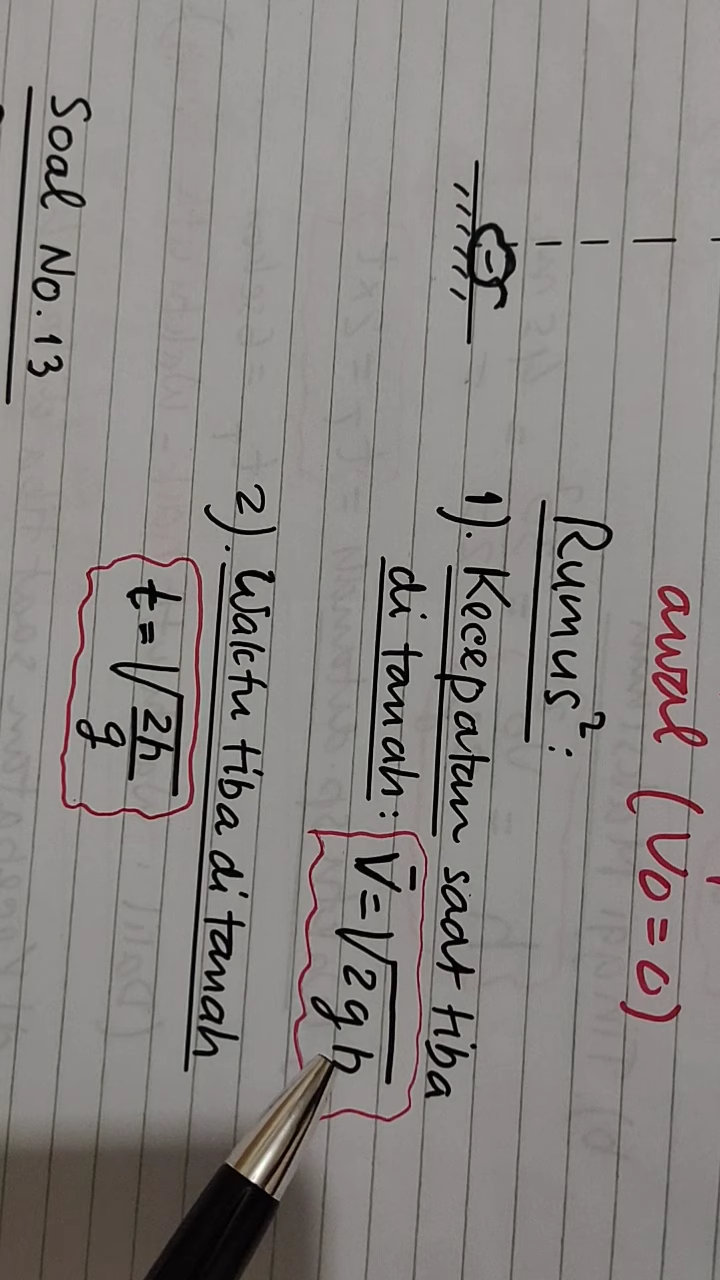 awal (Vo = 0)
Rumus²:
1). Kecepatan saat tiba
di tanah: V̄ = √2gh
2). Waktu tiba di tanah
t = √2h/g
Soal No. 13